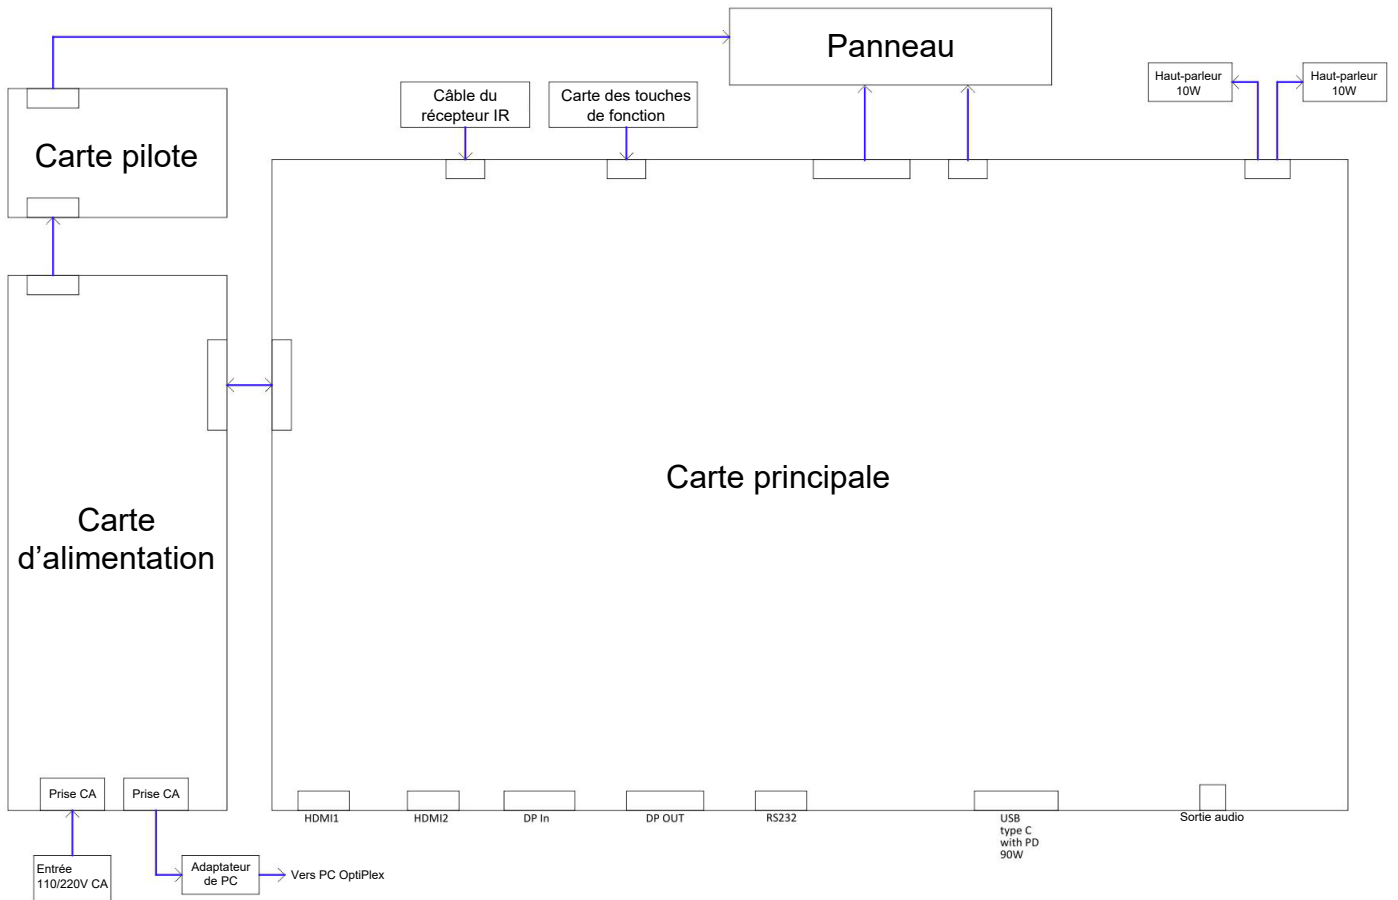 Panneau
Haut-parleur
10W
Haut-parleur
10W
Câble du
récepteur IR
Carte des touches
de fonction
Carte pilote
Carte principale
Carte
d’alimentation
Prise CA
Prise CA
HDMI1
HDMI2
DP In
DP OUT
RS232
USB
type C
with PD
90W
Sortie audio
Entrée
110/220V CA
Adaptateur
de PC
Vers PC OptiPlex